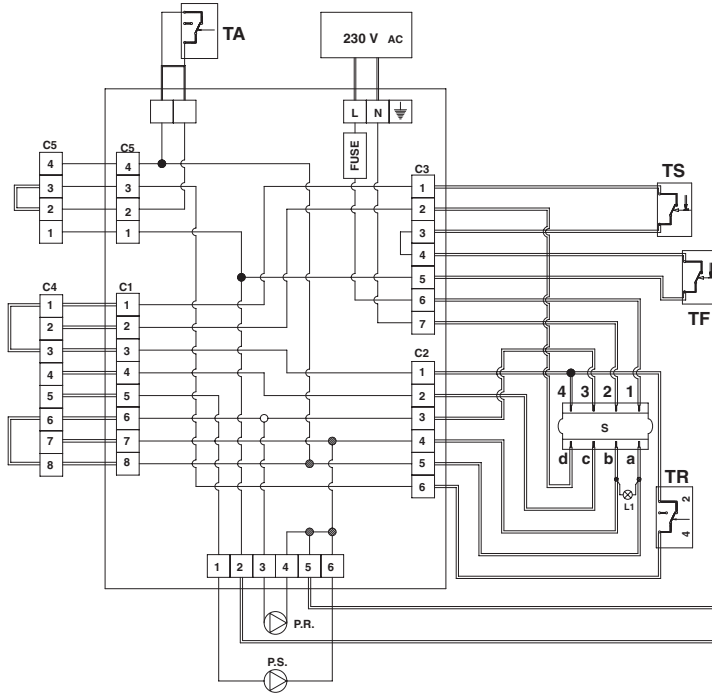 TA
230 V AC
L N
FUSE
C5 C5 C3
4 4
3 3
2 2
1 1
1
2
3
4
5
6
7
TS
TF
C4 C1
1 1
2 2
3 3
4 4
5 5
6 6
7 7
8 8
C2
1
2
3
4
5
6
4 3 2 1
S
d c b a
L1
TR
2
4
1 2 3 4 5 6
P.R.
P.S.